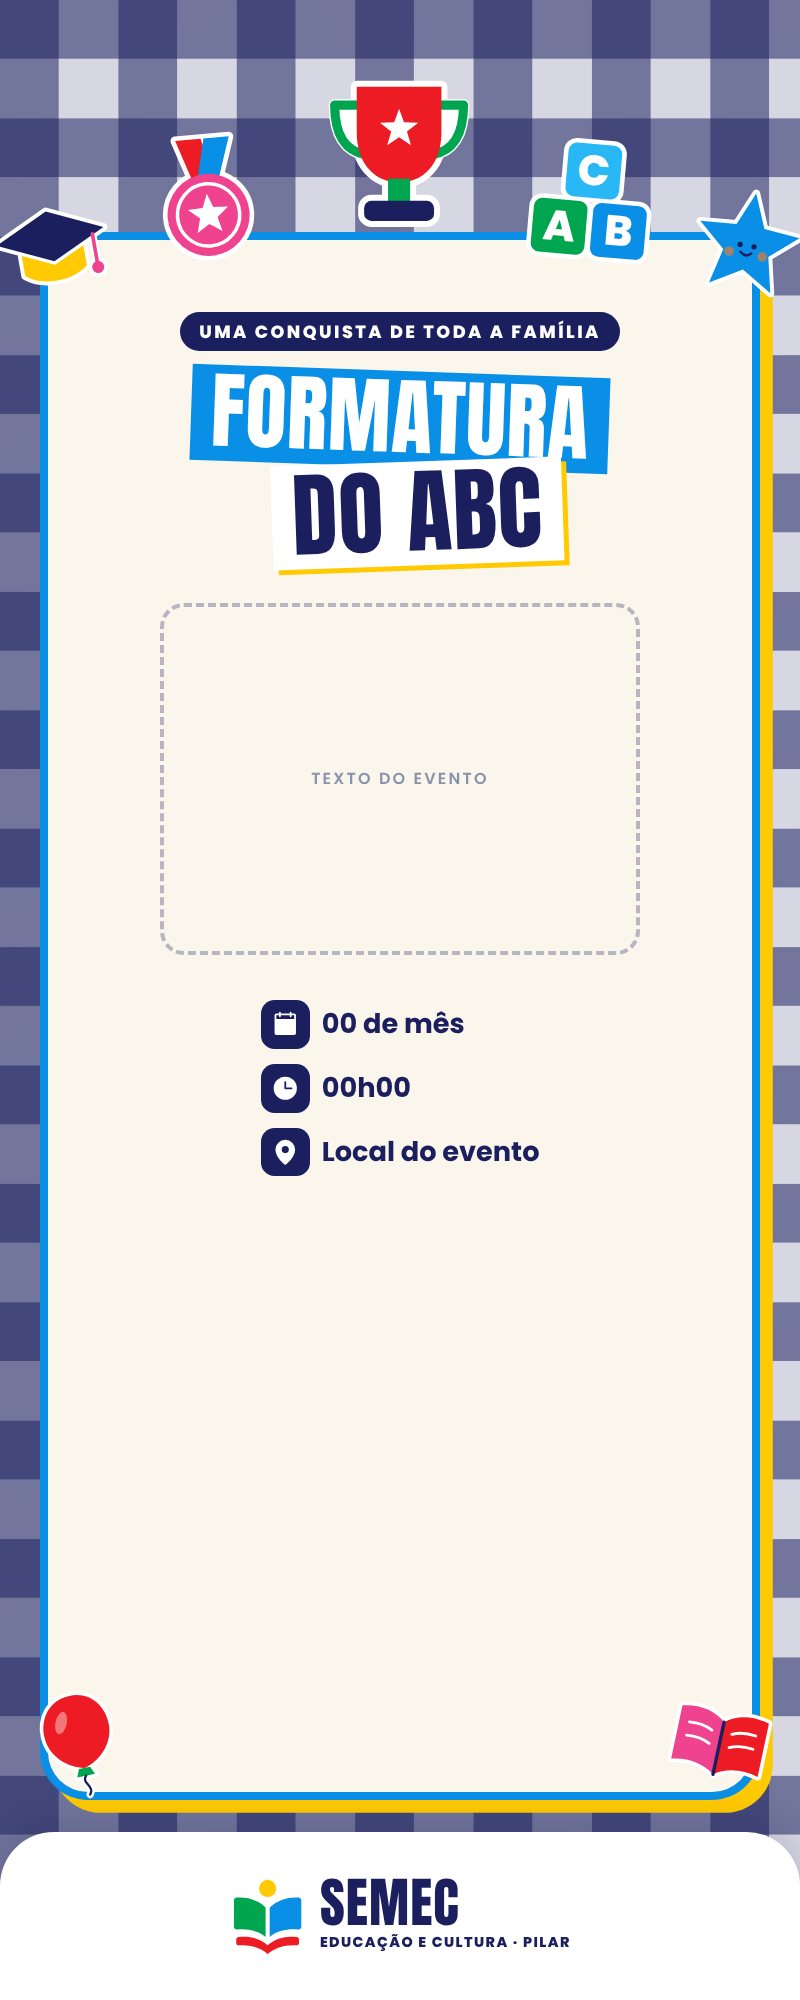 C
A B
UMA CONQUISTA DE TODA A FAMÍLIA
FORMATURA
DO ABC
TEXTO DO EVENTO
00 de mês
00h00
Local do evento
SEMEC
EDUCAÇÃO E CULTURA · PILAR